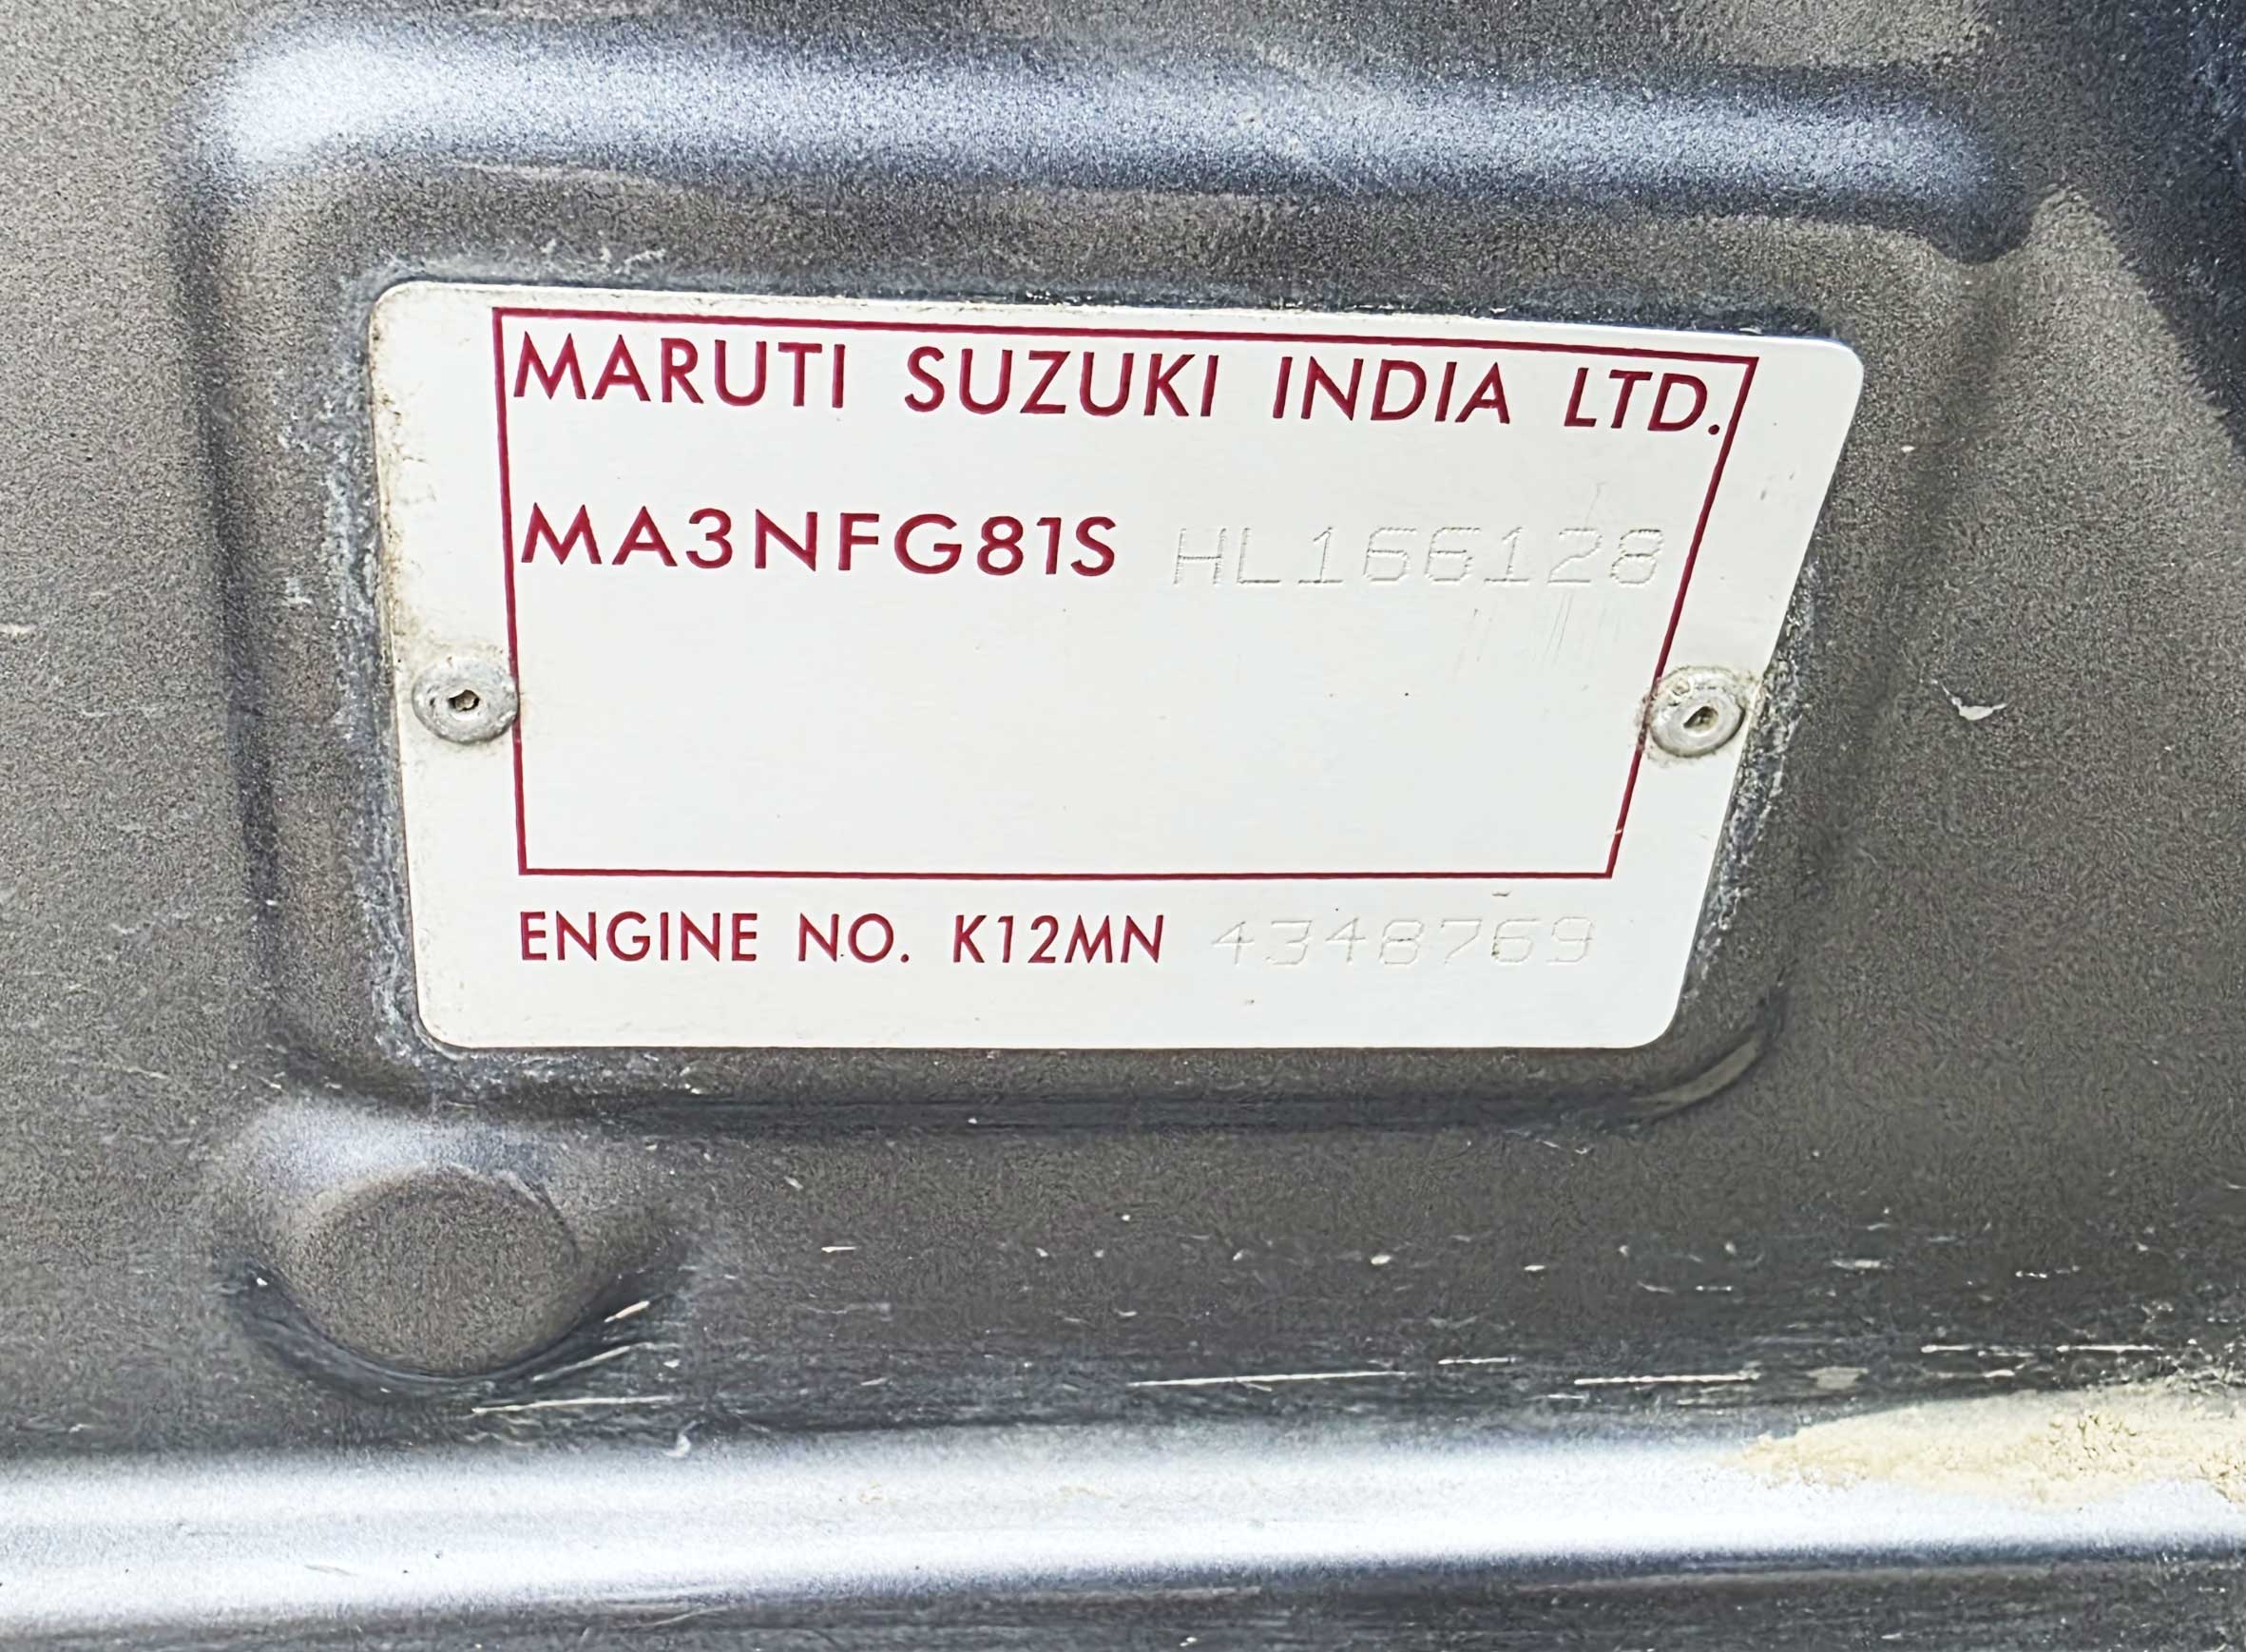 MARUTI SUZUKI INDIA LTD.
MA3NFG81S HL166128
ENGINE NO. K12MN 4348769